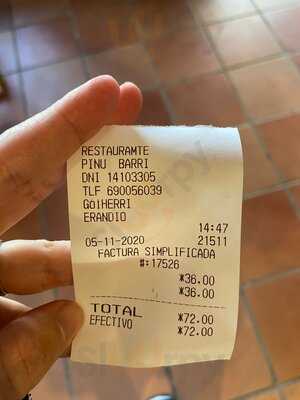 RESTAURAMTE
PINU BARRI
DNI 14103305
TLF 690056039
GOiHERRI
ERANDIO
14:47
05-11-2020 21511
FACTURA SIMPLIFICADA
#:17526
*36.00
*36.00
TOTAL *72.00
EFECTIVO *72.00